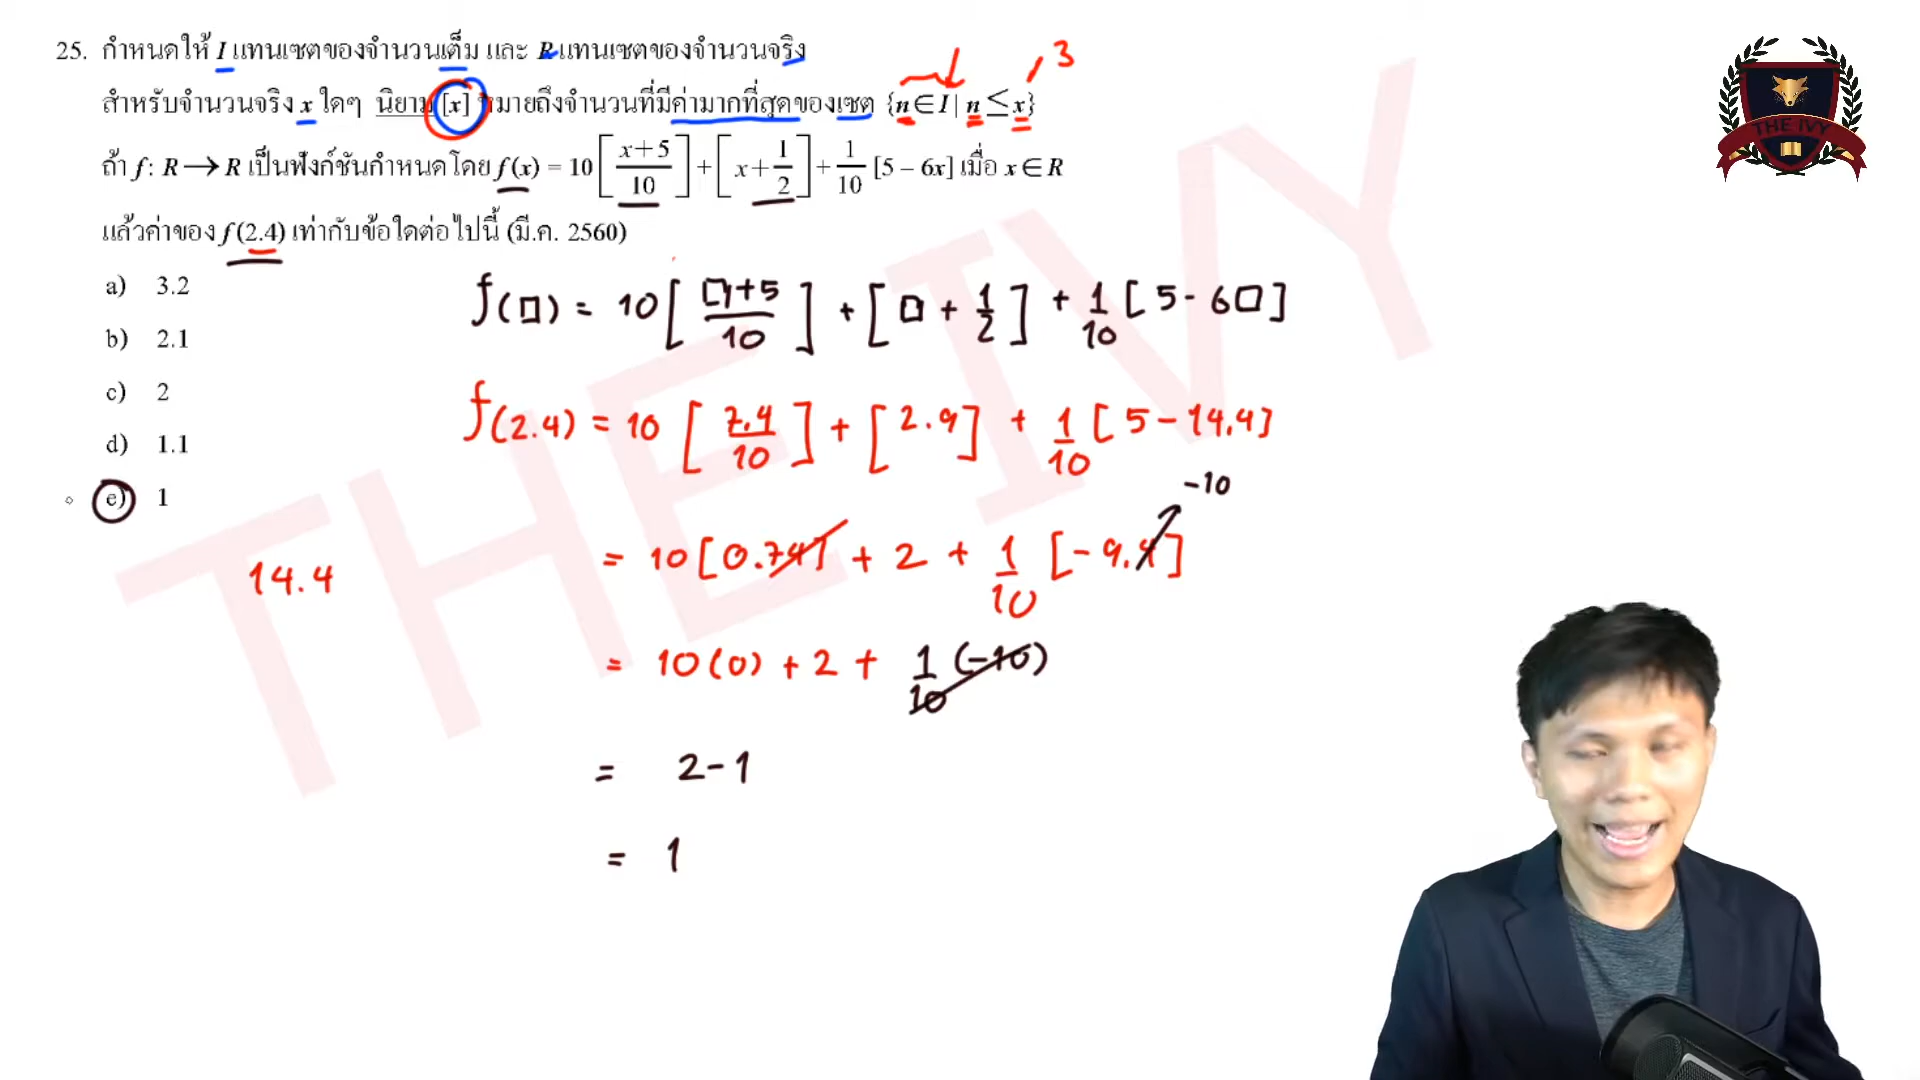 25. กำหนดให้ I แทนเซตของจำนวนเต็ม และ R แทนเซตของจำนวนจริง
สำหรับจำนวนจริง x ใดๆ นิยาม [x] หมายถึงจำนวนที่มีค่ามากที่สุดของเซต {n∈I | n≤x} 3
ถ้า f: R→R เป็นฟังก์ชันกำหนดโดย f(x) = 10[(x+5)/10] + [x+1/2] + 1/10 [5 – 6x] เมื่อ x∈R
แล้วค่าของ f(2.4) เท่ากับข้อใดต่อไปนี้ (มี.ค. 2560)
a) 3.2
b) 2.1
c) 2
d) 1.1
e) 1
f(□) = 10[(□+5)/10] + [□ + 1/2] + 1/10 [5 - 6□]
f(2.4) = 10[7.4/10] + [2.9] + 1/10 [5 - 14.4]
-10
= 10[0.74] + 2 + 1/10 [-9.4]
14.4
= 10(0) + 2 + 1/10 (-10)
= 2-1
= 1
THE IVY
THE IVY